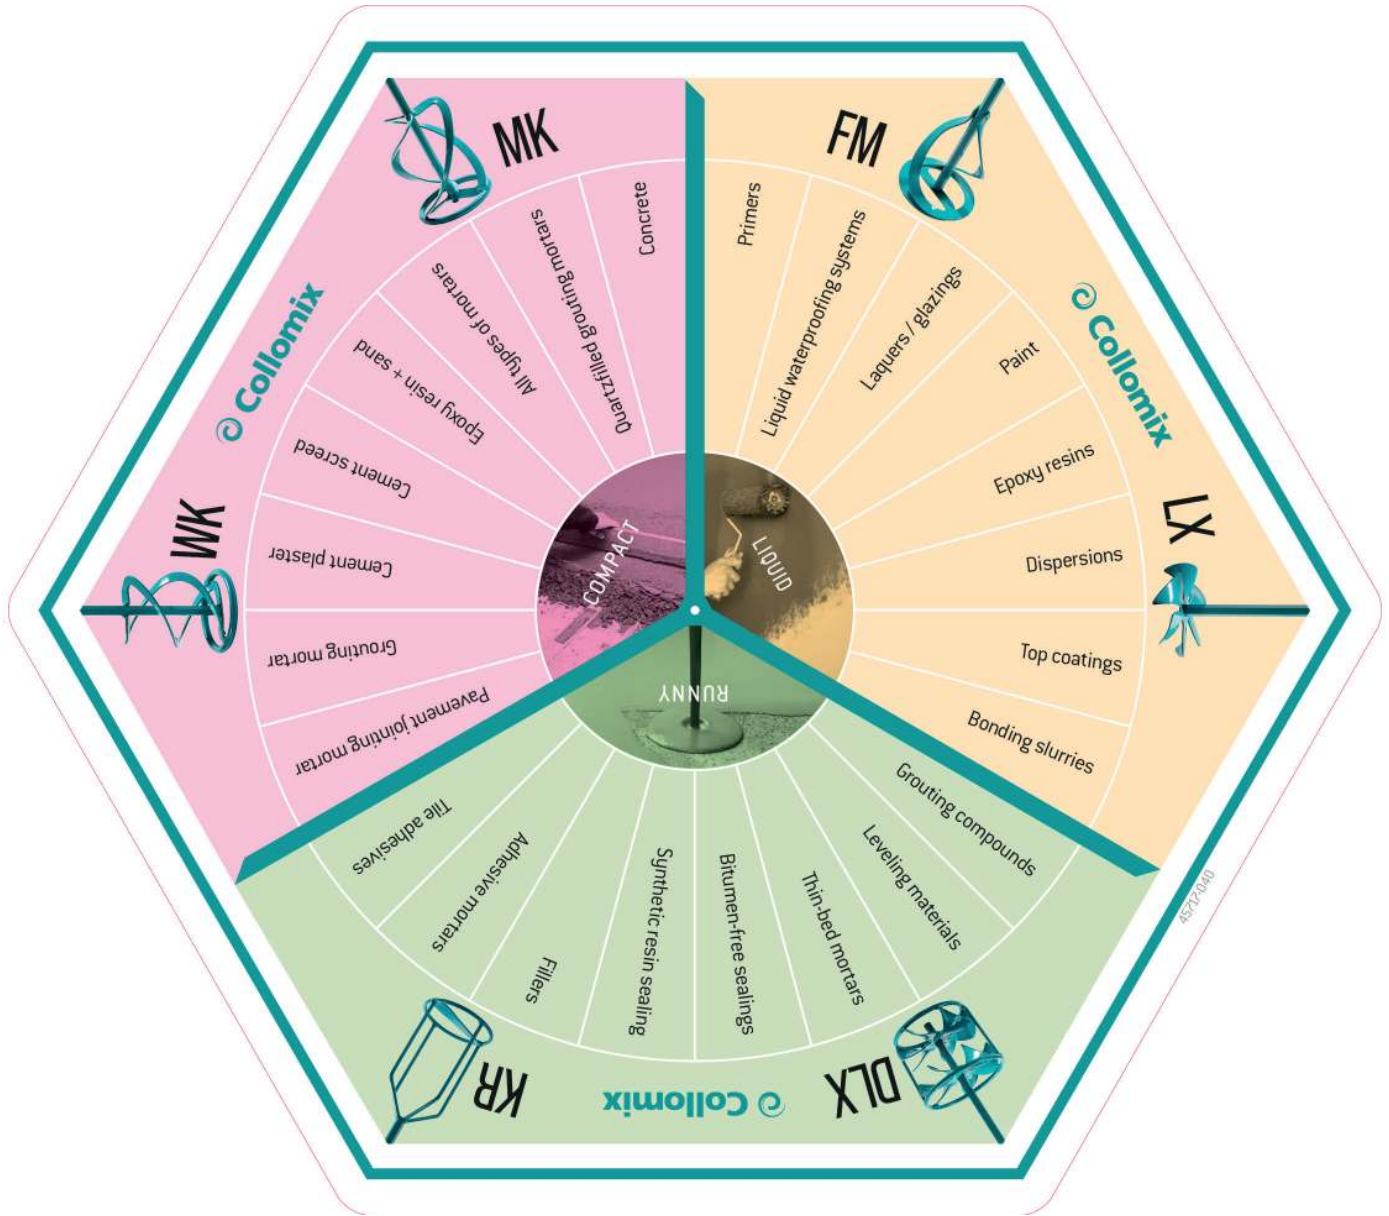 MK
FM
LX
DLX
KR
WK
Collomix
Collomix
Collomix
COMPACT
LIQUID
RUNNY
Primers
Liquid waterproofing systems
Laquers / glazings
Paint
Epoxy resins
Dispersions
Top coatings
Bonding slurries
Grouting compounds
Leveling materials
Thin-bed mortars
Bitumen-free sealings
Synthetic resin sealing
Fillers
Adhesive mortars
Tile adhesives
Pavement jointing mortar
Grouting mortar
Cement plaster
Cement screed
Epoxy resin + sand
All types of mortars
Quartzfilled grouting mortars
Concrete
45717-040